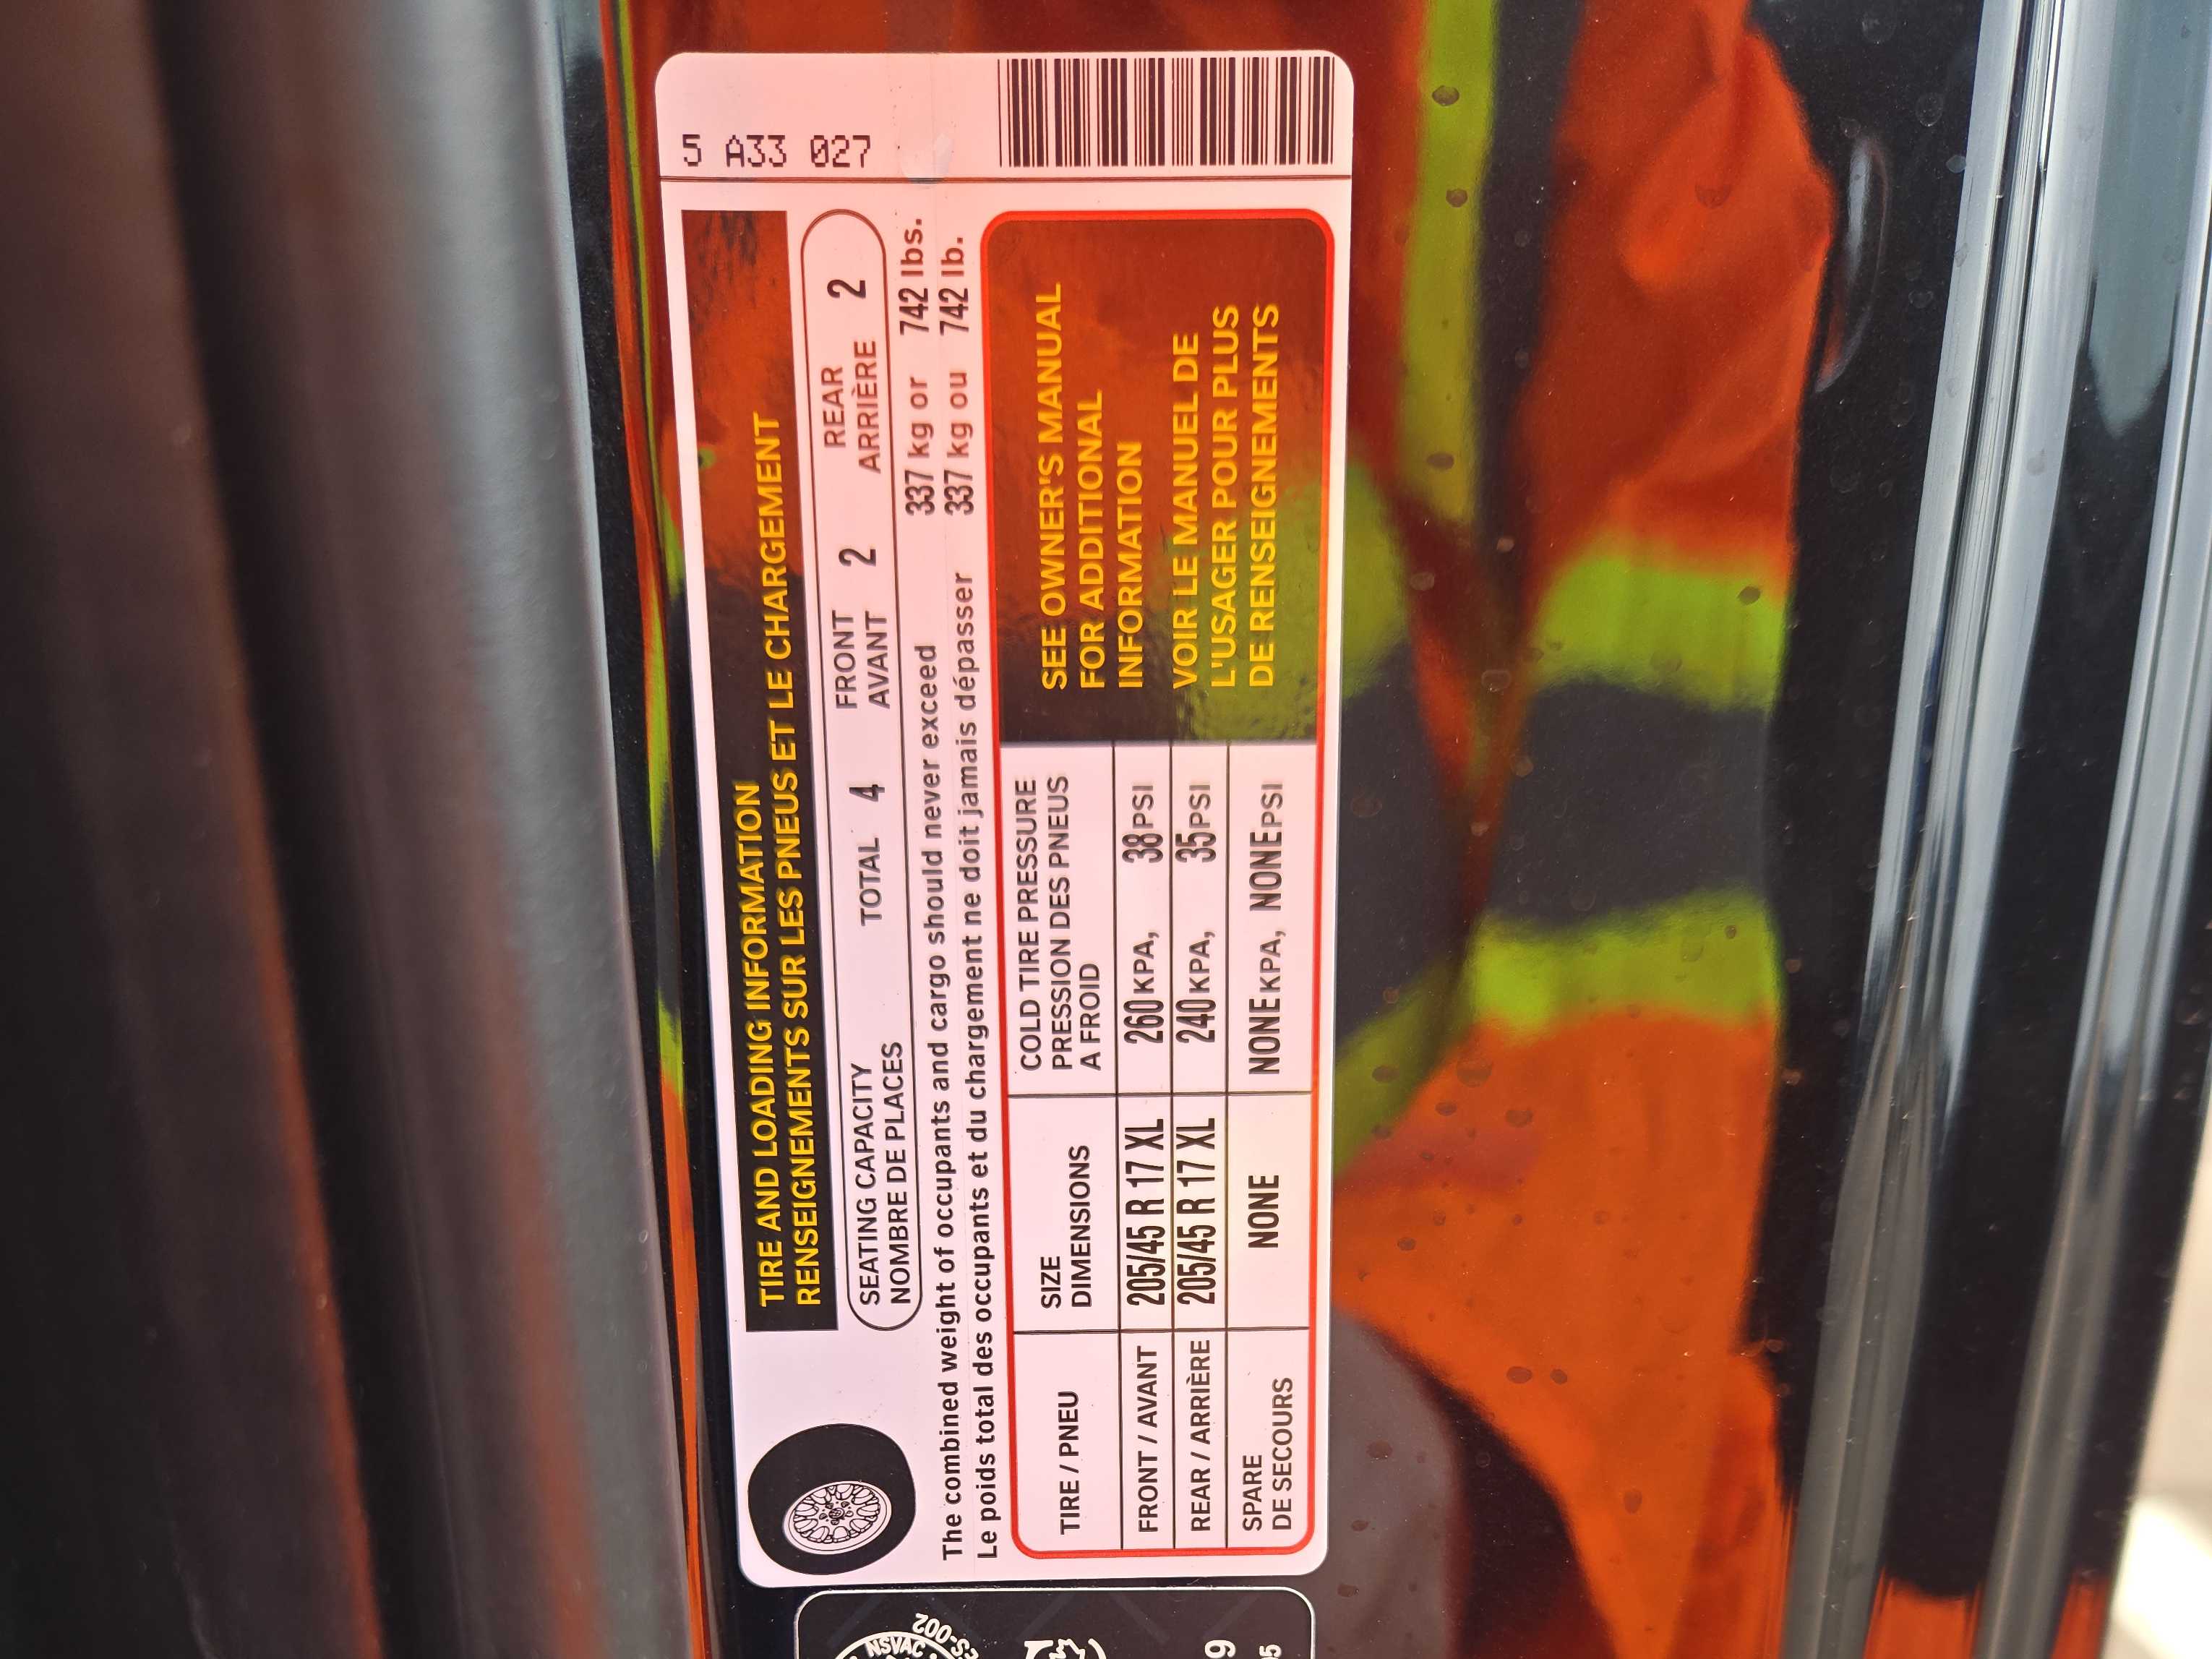 5 A33 027
TIRE AND LOADING INFORMATION
RENSEIGNEMENTS SUR LES PNEUS ET LE CHARGEMENT
SEATING CAPACITY TOTAL 4 FRONT 2 REAR 2
NOMBRE DE PLACES AVANT ARRIÈRE
The combined weight of occupants and cargo should never exceed 337 kg or 742 lbs.
Le poids total des occupants et du chargement ne doit jamais dépasser 337 kg ou 742 lb.
TIRE / PNEU
SIZE
DIMENSIONS
COLD TIRE PRESSURE
PRESSION DES PNEUS
A FROID
FRONT / AVANT 205/45 R 17 XL 260 KPA, 38 PSI
REAR / ARRIÈRE 205/45 R 17 XL 240 KPA, 35 PSI
SPARE
DE SECOURS
NONE NONE KPA, NONE PSI
SEE OWNER'S MANUAL
FOR ADDITIONAL
INFORMATION
VOIR LE MANUEL DE
L'USAGER POUR PLUS
DE RENSEIGNEMENTS
NSVAC